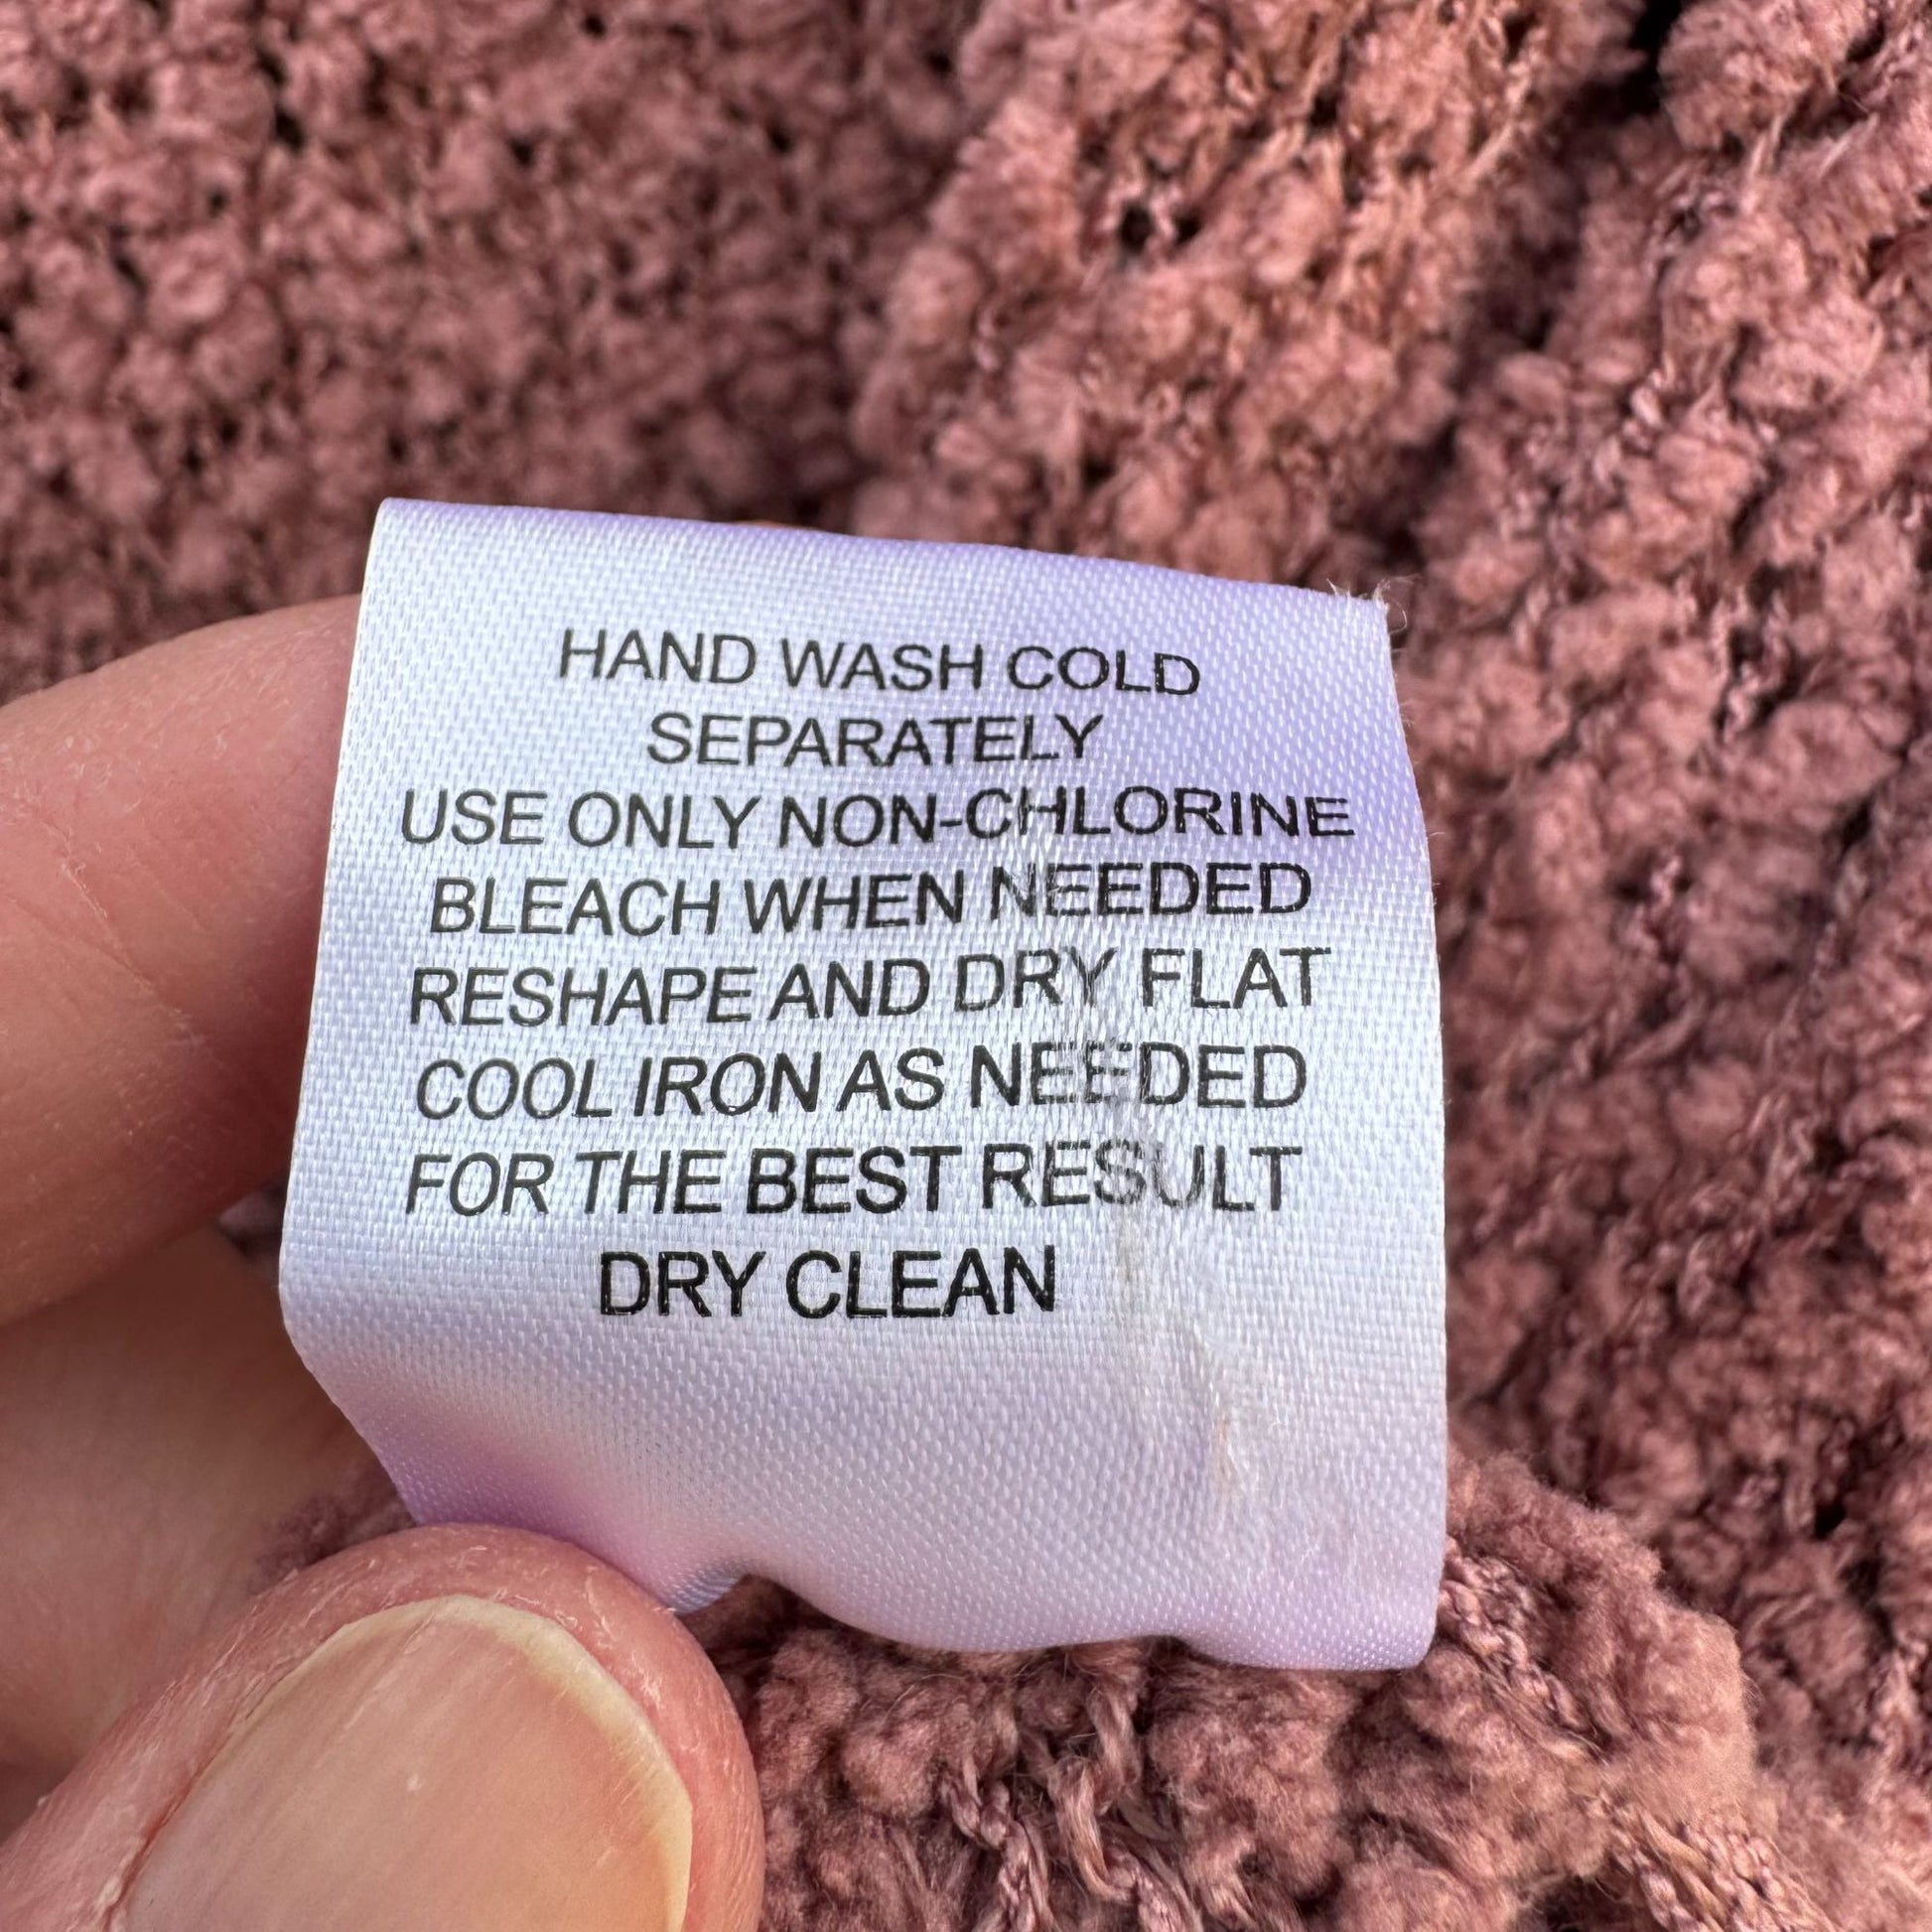 HAND WASH COLD
SEPARATELY
USE ONLY NON-CHLORINE
BLEACH WHEN NEEDED
RESHAPE AND DRY FLAT
COOL IRON AS NEEDED
FOR THE BEST RESULT
DRY CLEAN